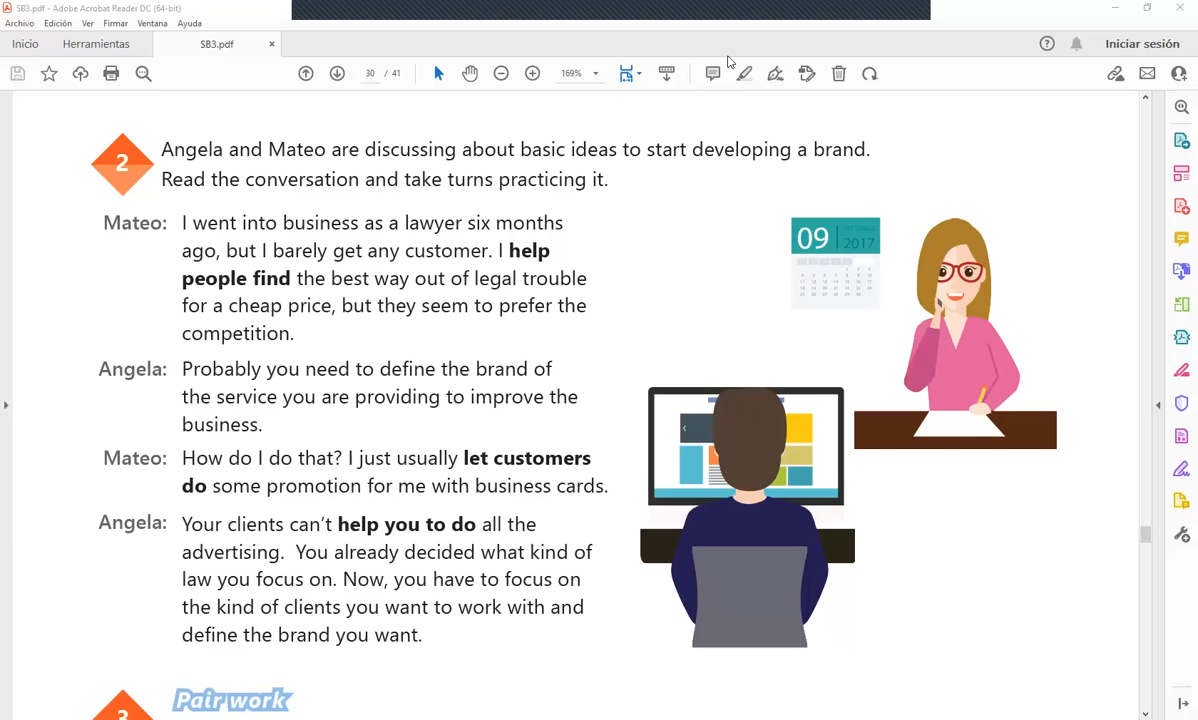 SB3.pdf - Adobe Acrobat Reader DC (64-bit)
Archivo Edición Ver Firmar Ventana Ayuda
Inicio Herramientas SB3.pdf × Iniciar sesión
30 / 41 169%
2 Angela and Mateo are discussing about basic ideas to start developing a brand.
Read the conversation and take turns practicing it.
Mateo: I went into business as a lawyer six months
ago, but I barely get any customer. I help
people find the best way out of legal trouble
for a cheap price, but they seem to prefer the
competition.
Angela: Probably you need to define the brand of
the service you are providing to improve the
business.
Mateo: How do I do that? I just usually let customers
do some promotion for me with business cards.
Angela: Your clients can't help you to do all the
advertising. You already decided what kind of
law you focus on. Now, you have to focus on
the kind of clients you want to work with and
define the brand you want.
09 2017
3 Pair work